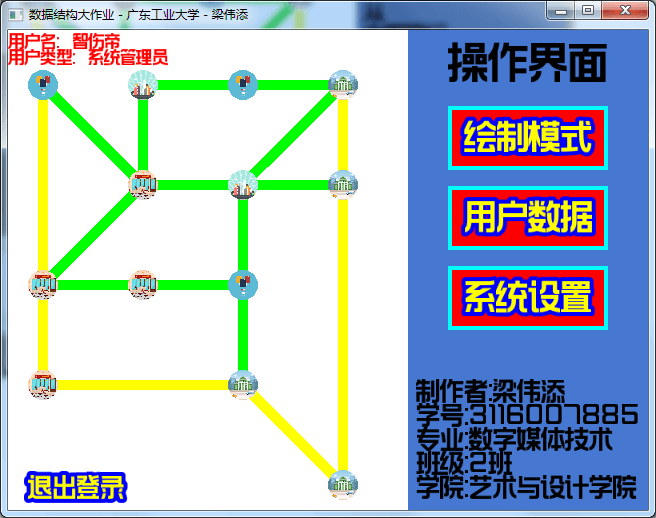 数据结构大作业 - 广东工业大学 - 梁伟添
用户名: 智伤帝
用户类型: 系统管理员
操作界面
绘制模式
用户数据
系统设置
制作者:梁伟添
学号:3116007885
专业:数字媒体技术
班级:2班
学院:艺术与设计学院
退出登录